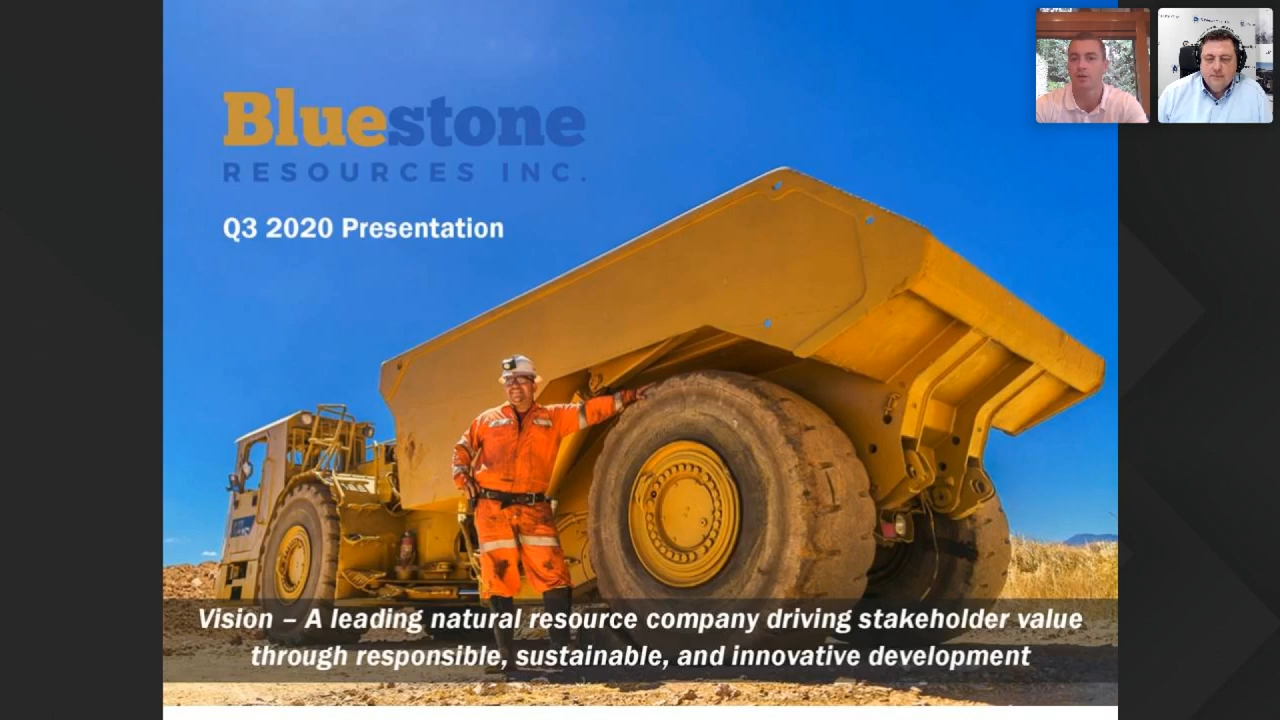 Bluestone
RESOURCES INC.
Q3 2020 Presentation
Vision – A leading natural resource company driving stakeholder value
through responsible, sustainable, and innovative development